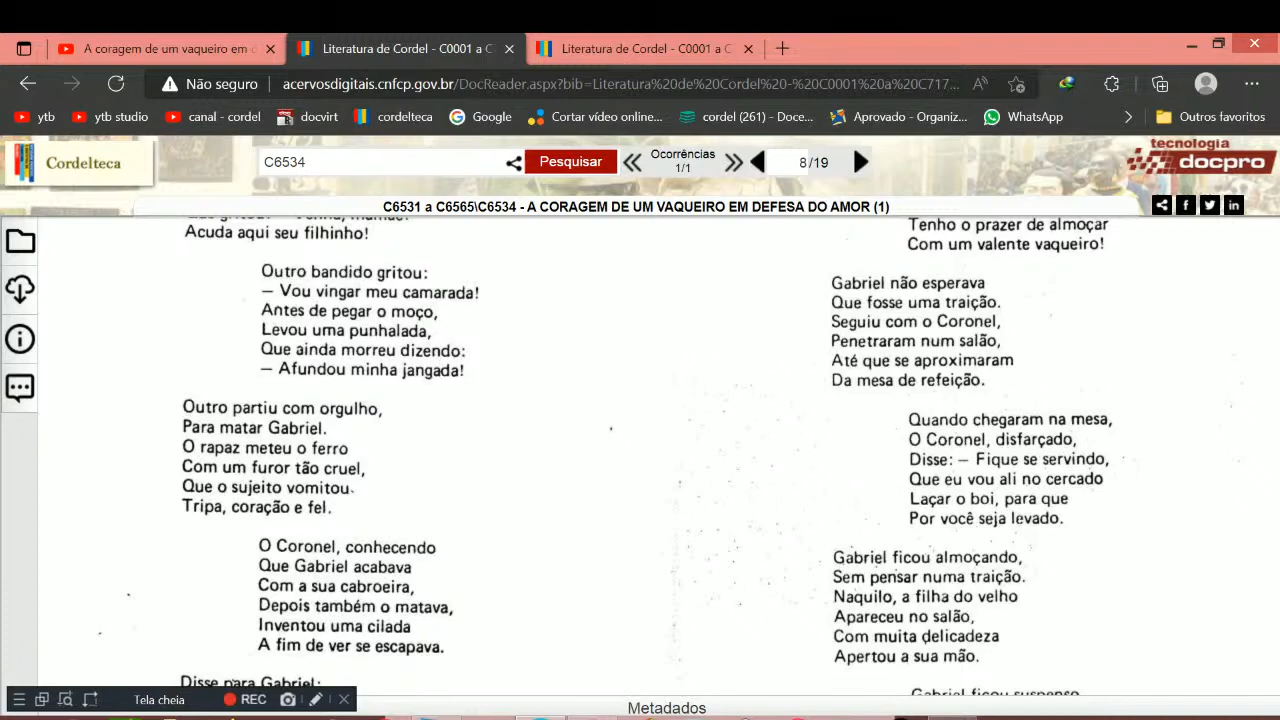 A coragem de um vaqueiro em
Literatura de Cordel - C0001 a C
Literatura de Cordel - C0001 a C
Não seguro
acervosdigitais.cnfcp.gov.br/DocReader.aspx?bib=Literatura%20de%20Cordel%20-%20C0001%20a%20C717...
ytb
ytb studio
canal - cordel
docvirt
cordelteca
Google
Cortar vídeo online...
cordel (261) - Doce...
Aprovado - Organiz...
WhatsApp
Outros favoritos
Cordelteca
C6534
Pesquisar
Ocorrências
1/1
8/19
tecnologia
docpro
C6531 a C6565\C6534 - A CORAGEM DE UM VAQUEIRO EM DEFESA DO AMOR (1)
Acuda aqui seu filhinho!
Outro bandido gritou:
— Vou vingar meu camarada!
Antes de pegar o moço,
Levou uma punhalada,
Que ainda morreu dizendo:
— Afundou minha jangada!
Outro partiu com orgulho,
Para matar Gabriel.
O rapaz meteu o ferro
Com um furor tão cruel,
Que o sujeito vomitou
Tripa, coração e fel.
O Coronel, conhecendo
Que Gabriel acabava
Com a sua cabroeira,
Depois também o matava,
Inventou uma cilada
A fim de ver se escapava.
Disse para Gabriel:
Tenho o prazer de almoçar
Com um valente vaqueiro!
Gabriel não esperava
Que fosse uma traição.
Seguiu com o Coronel,
Penetraram num salão,
Até que se aproximaram
Da mesa de refeição.
Quando chegaram na mesa,
O Coronel, disfarçado,
Disse: — Fique se servindo,
Que eu vou ali no cercado
Laçar o boi, para que
Por você seja levado.
Gabriel ficou almoçando,
Sem pensar numa traição.
Naquilo, a filha do velho
Apareceu no salão,
Com muita delicadeza
Apertou a sua mão.
Gabriel ficou suspenso
Tela cheia
REC
Metadados